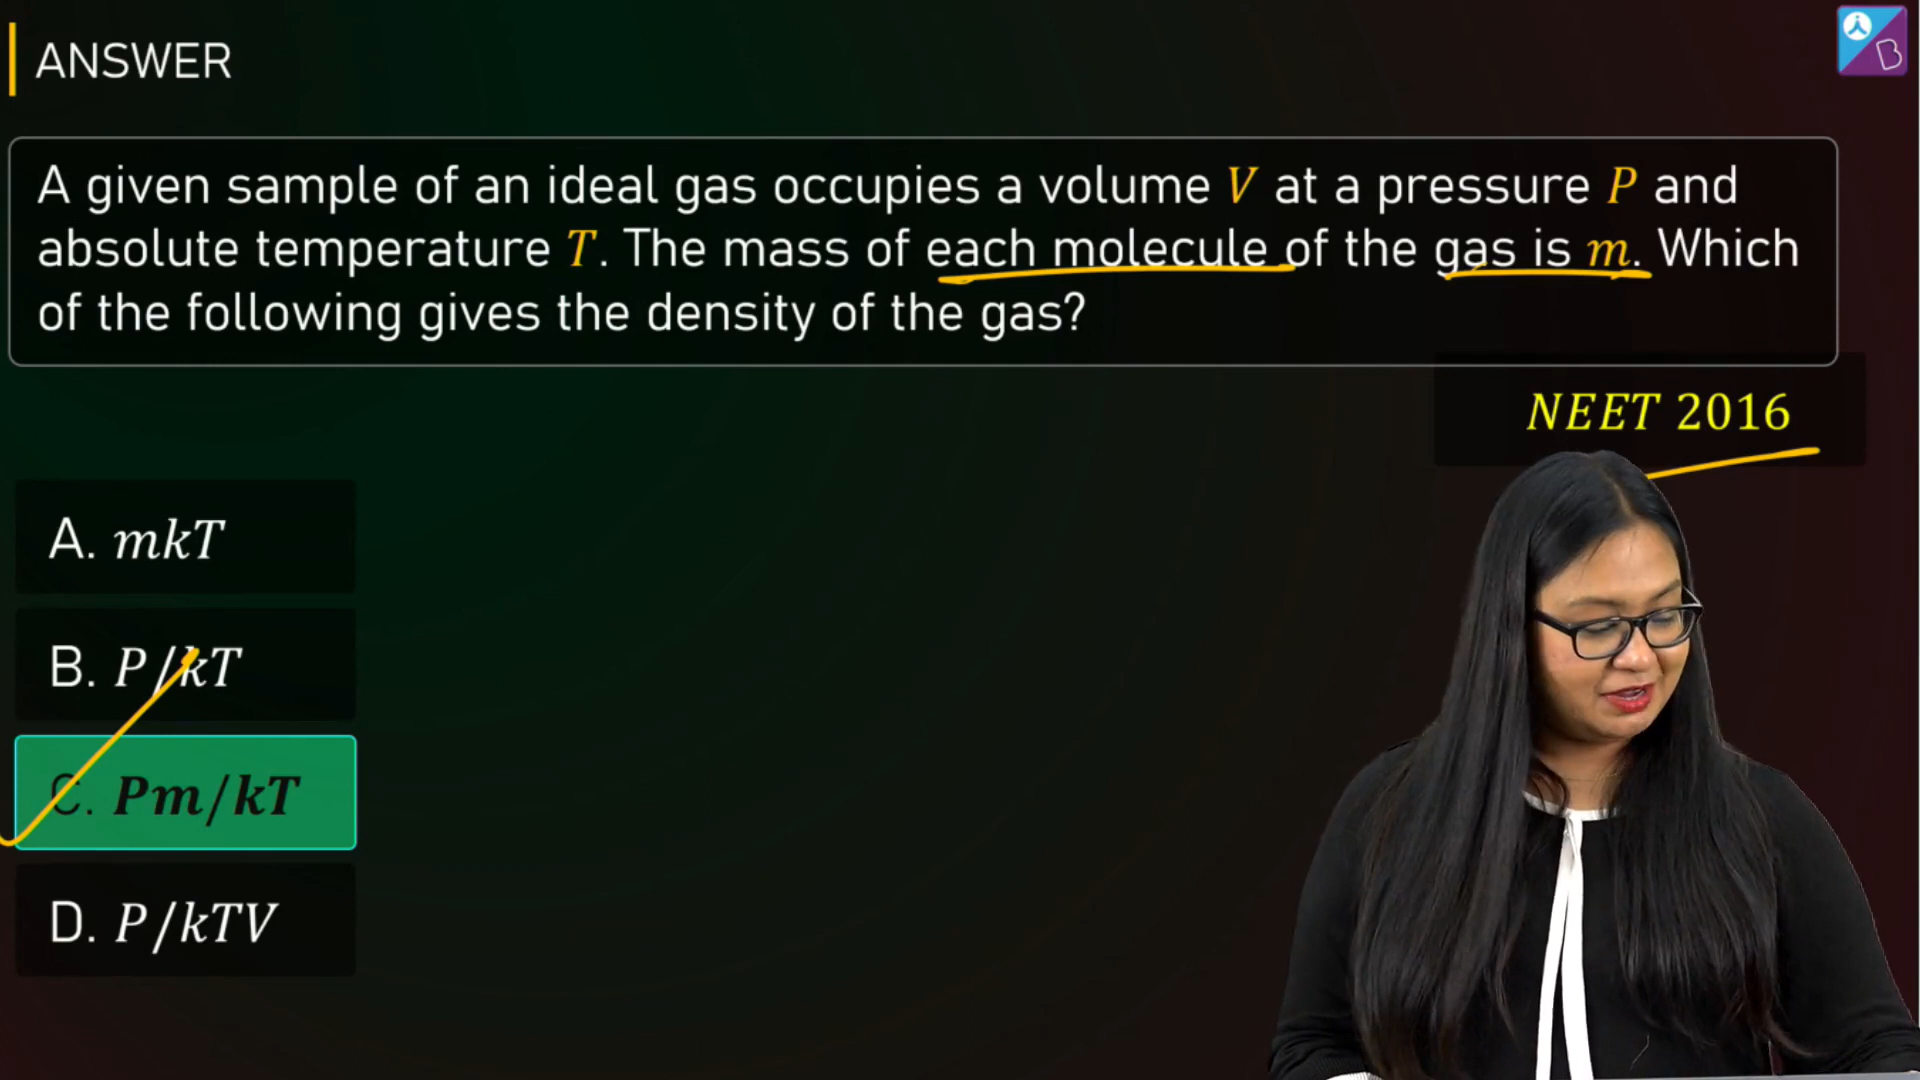 ANSWER
A given sample of an ideal gas occupies a volume V at a pressure P and
absolute temperature T. The mass of each molecule of the gas is m. Which
of the following gives the density of the gas?
NEET 2016
A. mkT
B. P/kT
C. Pm/kT
D. P/kTV
B